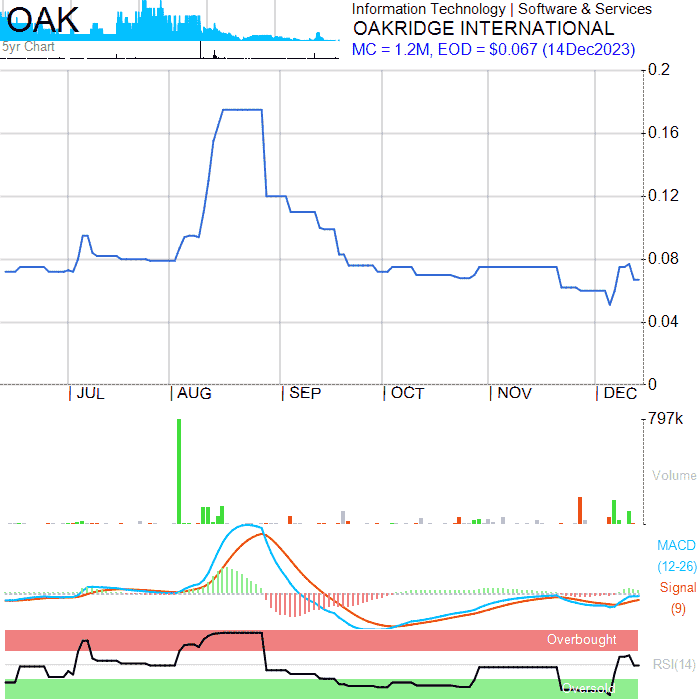 OAK
5yr Chart
Information Technology | Software & Services
OAKRIDGE INTERNATIONAL
MC = 1.2M, EOD = $0.067 (14Dec2023)
0.2
0.16
0.12
0.08
0.04
0
JUL
AUG
SEP
OCT
NOV
DEC
797k
Volume
MACD
(12-26)
Signal
(9)
Overbought
RSI(14)
Oversold